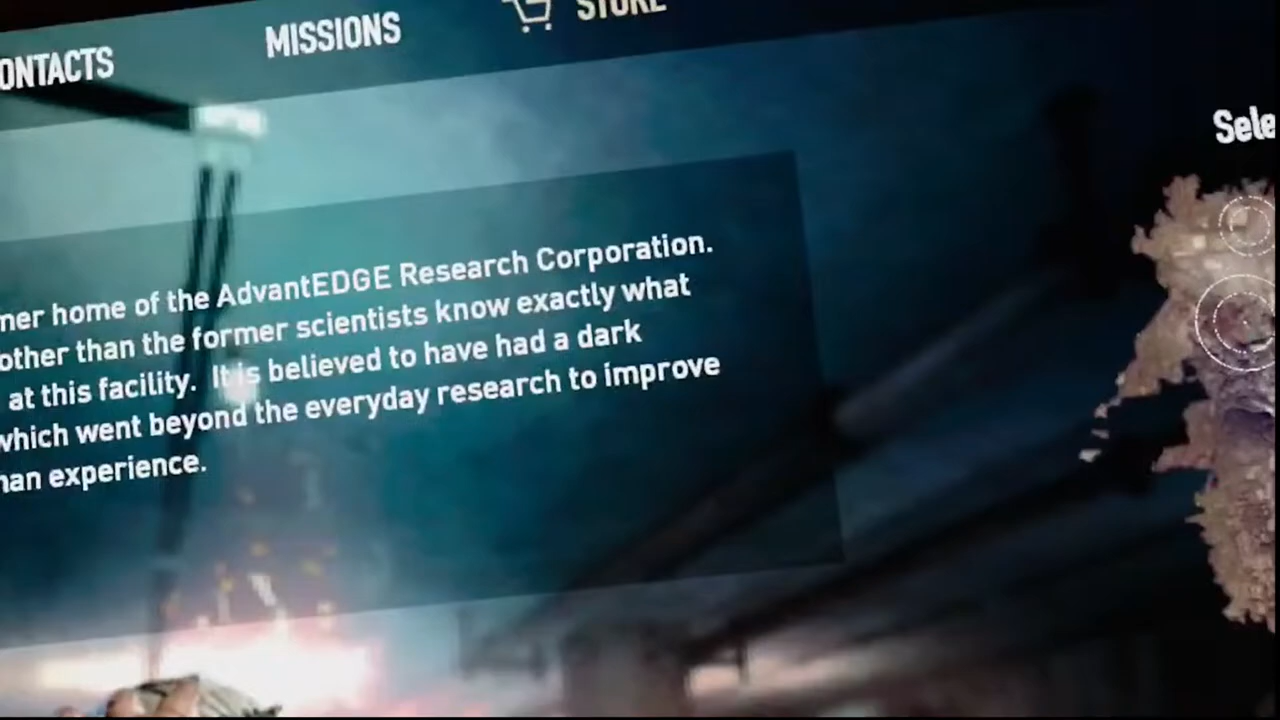 ONTACTS
MISSIONS
STORE
Sele
mer home of the AdvantEDGE Research Corporation.
other than the former scientists know exactly what
at this facility. It is believed to have had a dark
which went beyond the everyday research to improve
man experience.